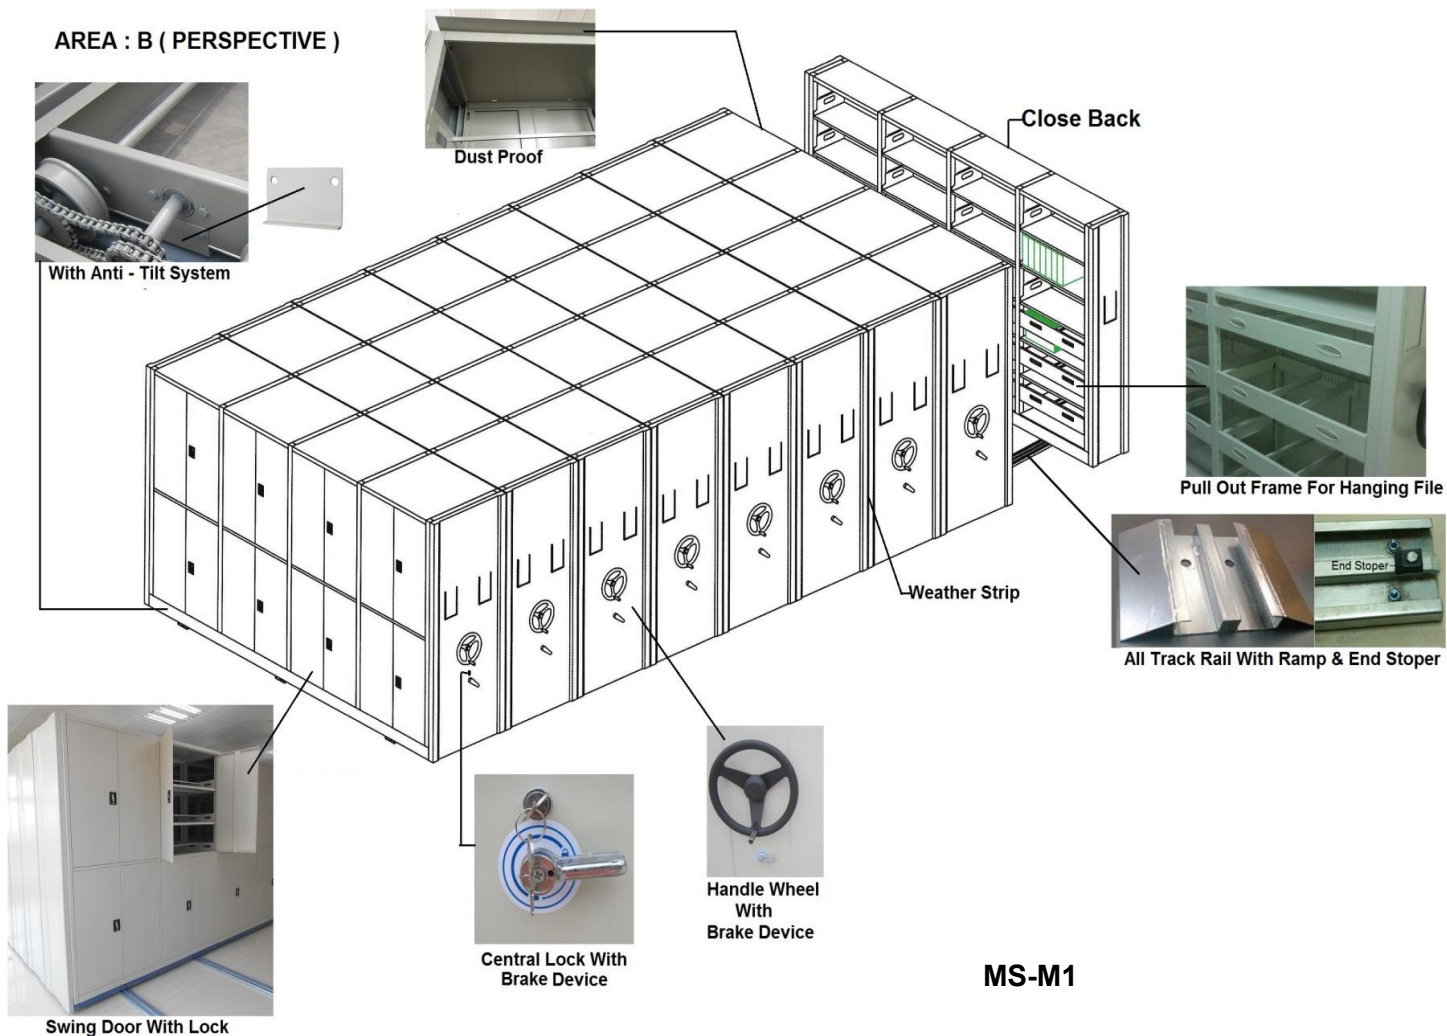 AREA : B ( PERSPECTIVE )
Dust Proof
Close Back
With Anti - Tilt System
Pull Out Frame For Hanging File
End Stoper
All Track Rail With Ramp & End Stoper
Weather Strip
Handle Wheel
With
Brake Device
Central Lock With
Brake Device
MS-M1
Swing Door With Lock